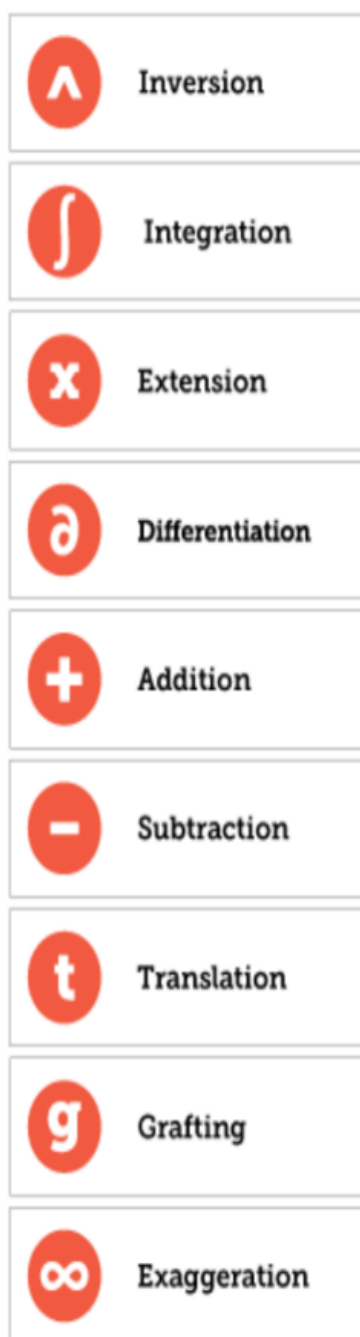 ^ Inversion
∫ Integration
x Extension
∂ Differentiation
+ Addition
- Subtraction
t Translation
g Grafting
∞ Exaggeration